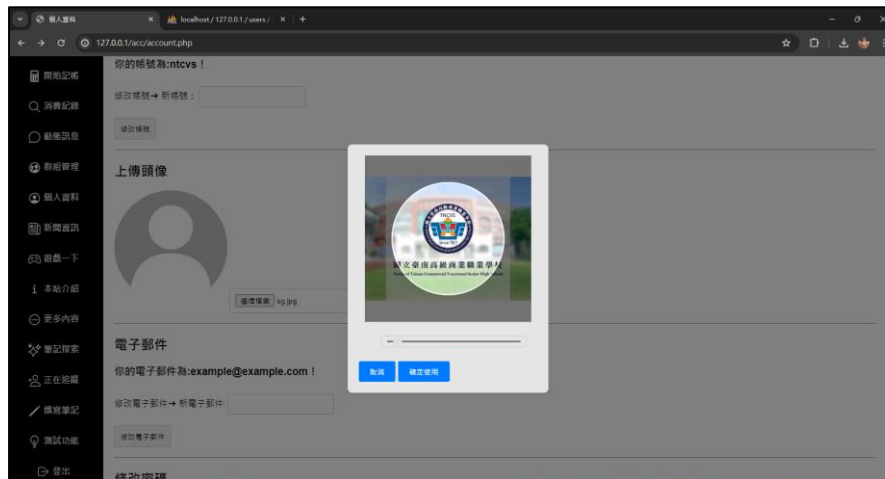 個人資料
localhost / 127.0.0.1 / users /
127.0.0.1/acc/account.php
開始記帳
消費紀錄
動態訊息
群組管理
個人資料
新聞資訊
遊戲一下
本站介紹
更多內容
筆記探索
正在追蹤
撰寫筆記
測試功能
登出
你的帳號為:ntcvs！
修改帳號➔ 新帳號：
修改帳號
上傳頭像
選擇檔案 og.jpg
電子郵件
你的電子郵件為:example@example.com！
修改電子郵件➔ 新電子郵件:
修改電子郵件
修改密碼
TNCVS
國立臺南高級商業職業學校
取消
確定使用